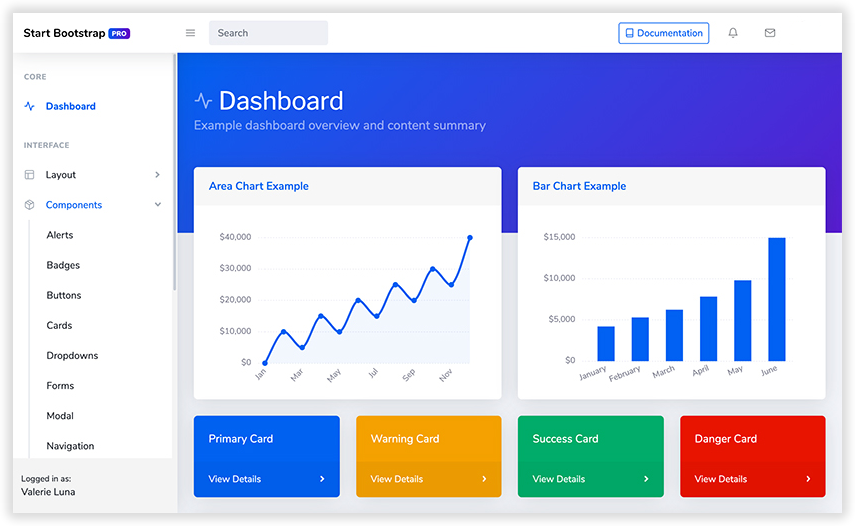 Start Bootstrap PRO
Search
Documentation
CORE
Dashboard
INTERFACE
Layout
Components
Alerts
Badges
Buttons
Cards
Dropdowns
Forms
Modal
Navigation
Logged in as:
Valerie Luna
Dashboard
Example dashboard overview and content summary
Area Chart Example
$40,000
$30,000
$20,000
$10,000
$0
Jan Mar May Jul Sep Nov
Bar Chart Example
$15,000
$10,000
$5,000
$0
January February March April May June
Primary Card
View Details
Warning Card
View Details
Success Card
View Details
Danger Card
View Details